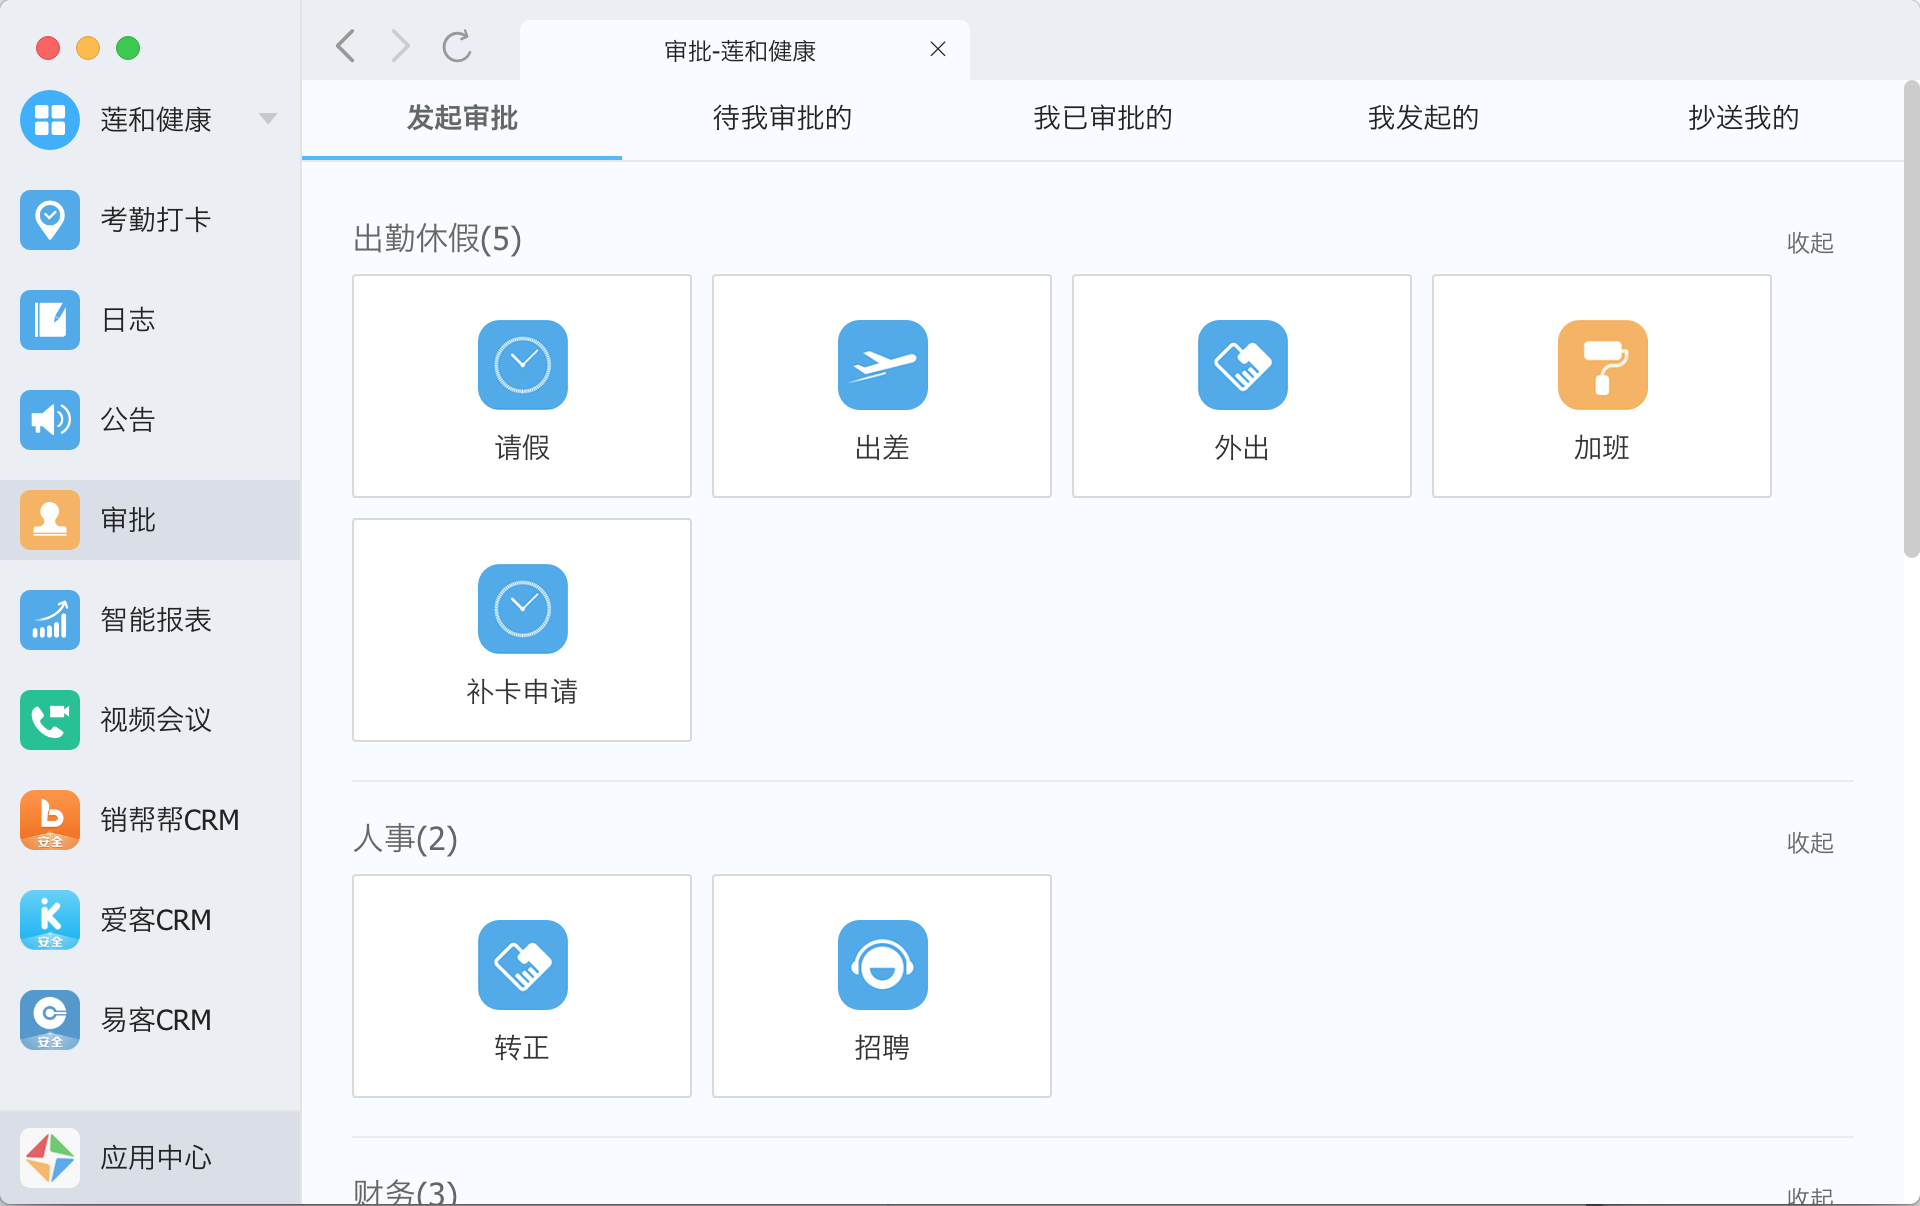 审批-莲和健康
莲和健康
考勤打卡
日志
公告
审批
智能报表
视频会议
安全
销帮帮CRM
安全
爱客CRM
安全
易客CRM
应用中心
发起审批 待我审批的 我已审批的 我发起的 抄送我的
出勤休假(5) 收起
请假 出差 外出 加班
补卡申请
人事(2) 收起
转正 招聘
财务(3) 收起